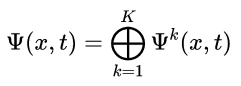 Ψ(x, t) = ⨁_{k=1}^{K} Ψ^k(x, t)